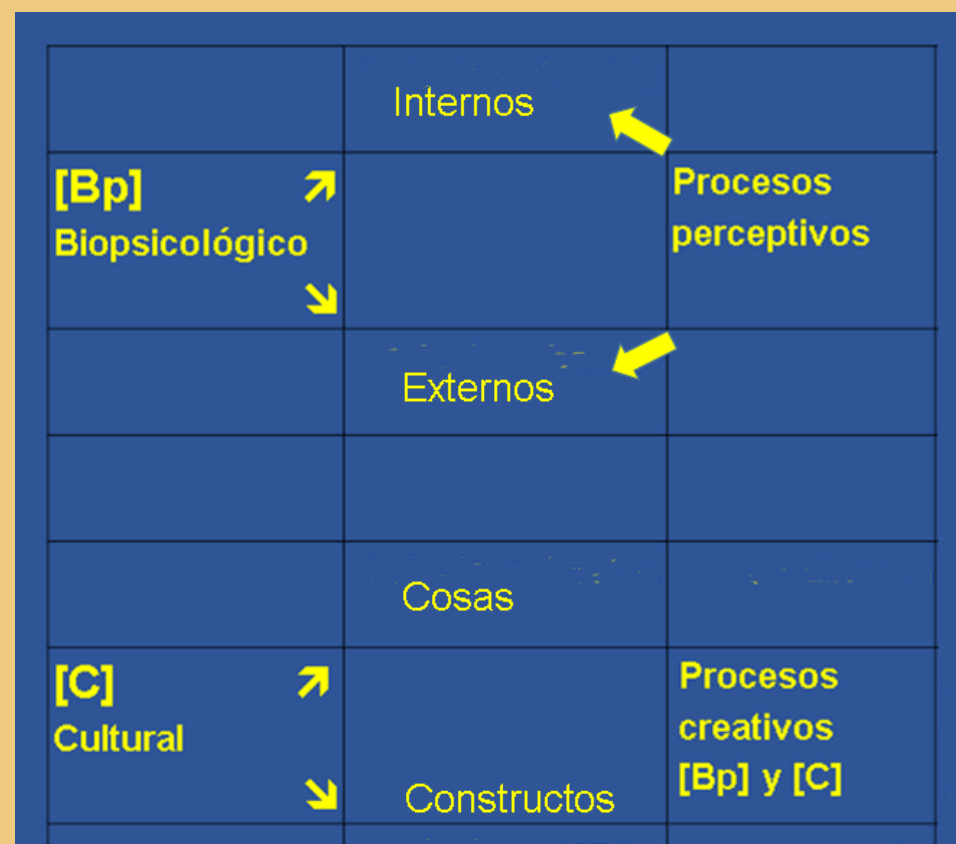 Internos
[Bp]
Biopsicológico
Procesos
perceptivos
Externos
Cosas
[C]
Cultural
Procesos
creativos
[Bp] y [C]
Constructos